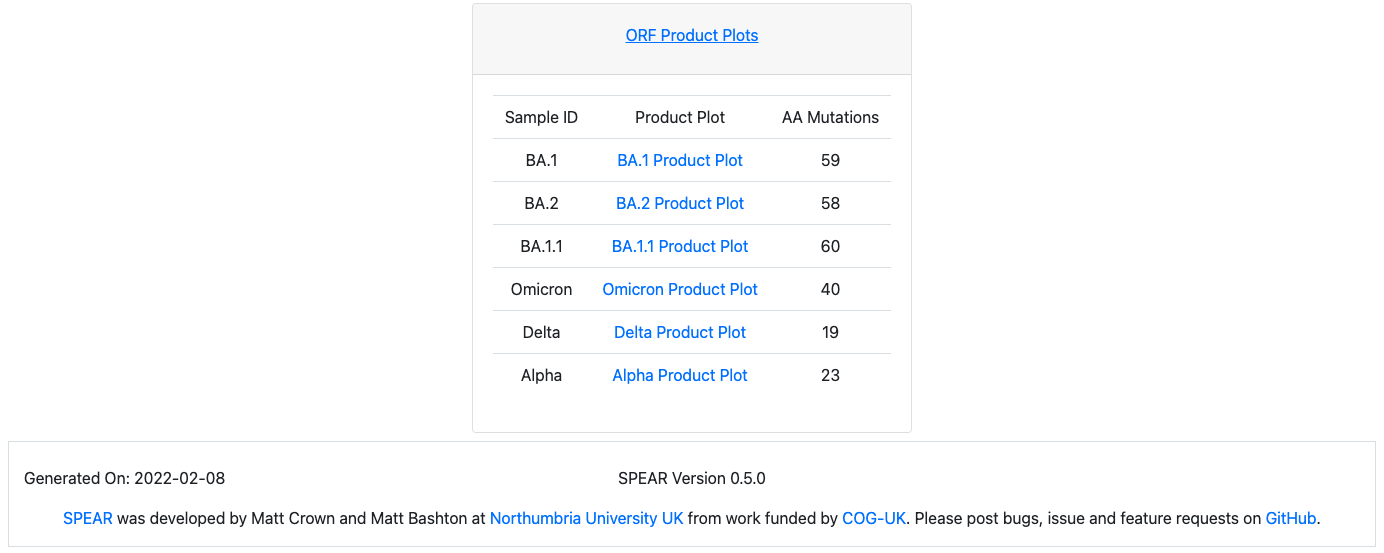 ORF Product Plots
Sample ID Product Plot AA Mutations
BA.1 BA.1 Product Plot 59
BA.2 BA.2 Product Plot 58
BA.1.1 BA.1.1 Product Plot 60
Omicron Omicron Product Plot 40
Delta Delta Product Plot 19
Alpha Alpha Product Plot 23
Generated On: 2022-02-08 SPEAR Version 0.5.0
SPEAR was developed by Matt Crown and Matt Bashton at Northumbria University UK from work funded by COG-UK. Please post bugs, issue and feature requests on GitHub.